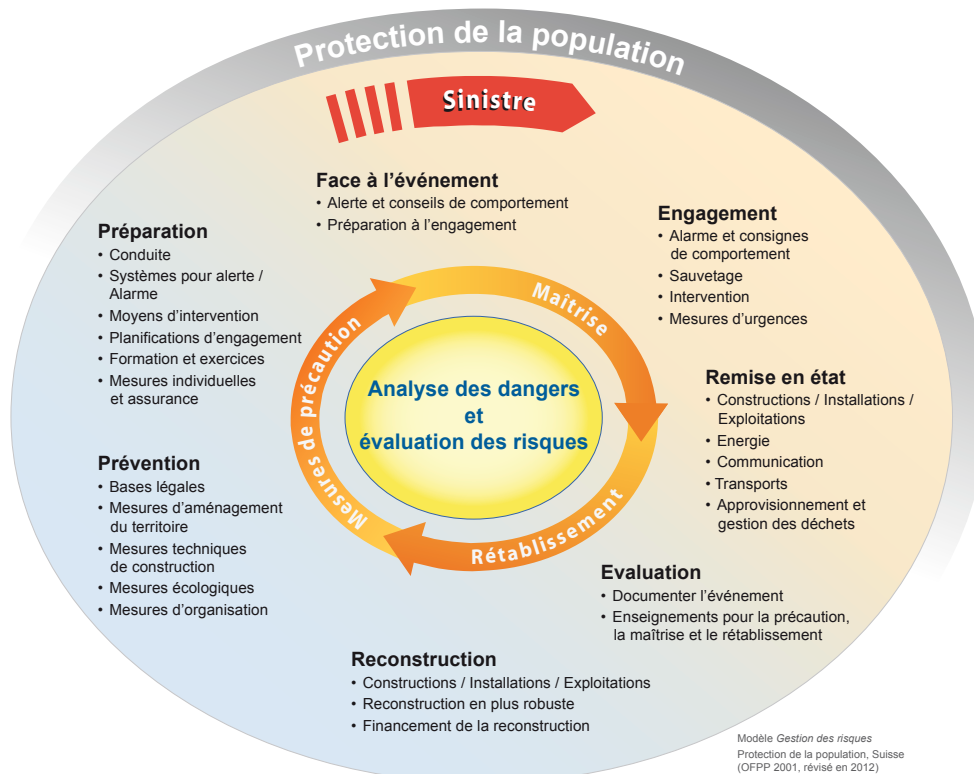 Protection de la population
Sinistre
Face à l'événement
• Alerte et conseils de comportement
• Préparation à l'engagement
Préparation
• Conduite
• Systèmes pour alerte /
Alarme
• Moyens d'intervention
• Planifications d'engagement
• Formation et exercices
• Mesures individuelles
et assurance
Engagement
• Alarme et consignes
de comportement
• Sauvetage
• Intervention
• Mesures d'urgences
Maîtrise
Mesures de précaution
Rétablissement
Analyse des dangers
et
évaluation des risques
Remise en état
• Constructions / Installations /
Exploitations
• Energie
• Communication
• Transports
• Approvisionnement et
gestion des déchets
Prévention
• Bases légales
• Mesures d'aménagement
du territoire
• Mesures techniques
de construction
• Mesures écologiques
• Mesures d'organisation
Evaluation
• Documenter l'événement
• Enseignements pour la précaution,
la maîtrise et le rétablissement
Reconstruction
• Constructions / Installations / Exploitations
• Reconstruction en plus robuste
• Financement de la reconstruction
Modèle Gestion des risques
Protection de la population, Suisse
(OFPP 2001, révisé en 2012)